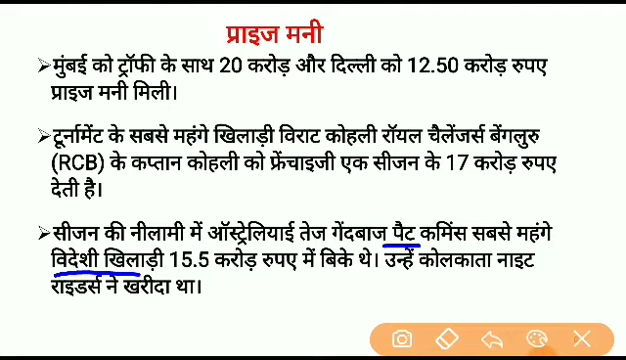 प्राइज मनी
➢मुंबई को ट्रॉफी के साथ 20 करोड़ और दिल्ली को 12.50 करोड़ रुपए
प्राइज मनी मिली।
➢टूर्नामेंट के सबसे महंगे खिलाड़ी विराट कोहली रॉयल चैलेंजर्स बेंगलुरु
(RCB) के कप्तान कोहली को फ्रेंचाइजी एक सीजन के 17 करोड़ रुपए
देती है।
➢सीजन की नीलामी में ऑस्ट्रेलियाई तेज गेंदबाज पैट कमिंस सबसे महंगे
विदेशी खिलाड़ी 15.5 करोड़ रुपए में बिके थे। उन्हें कोलकाता नाइट
राइडर्स ने खरीदा था।